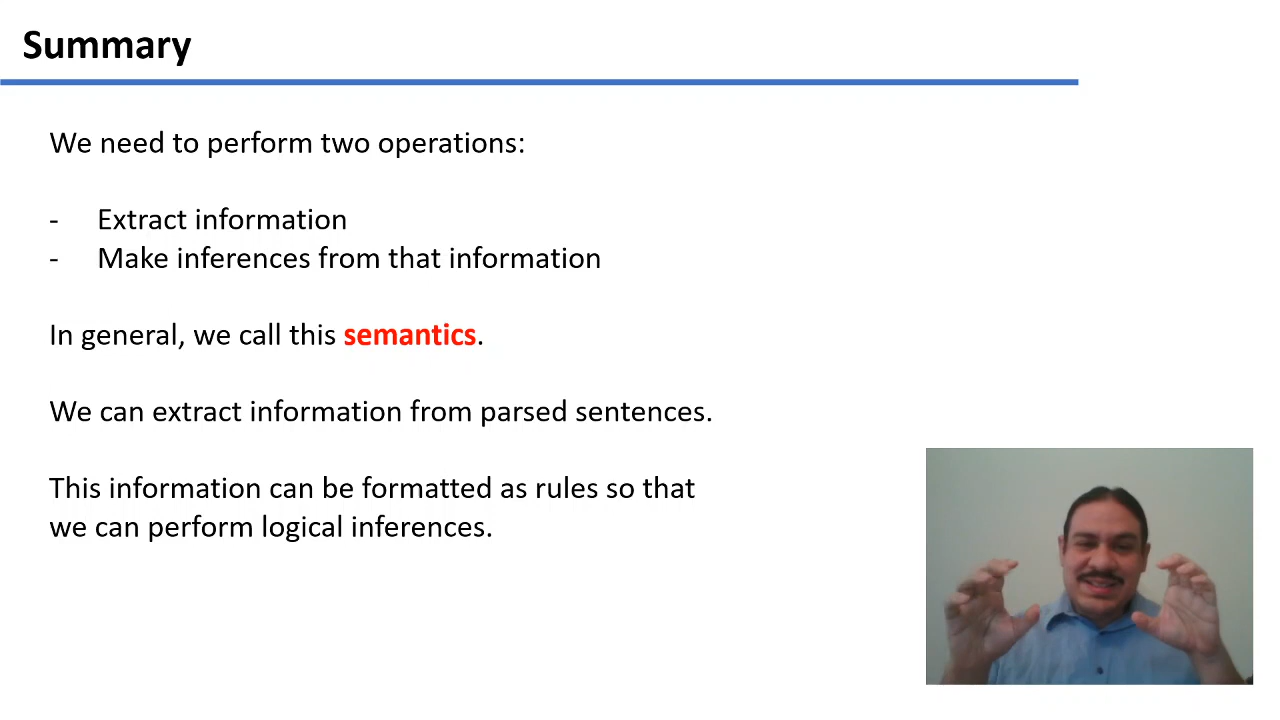 Summary
We need to perform two operations:
- Extract information
- Make inferences from that information
In general, we call this semantics.
We can extract information from parsed sentences.
This information can be formatted as rules so that
we can perform logical inferences.